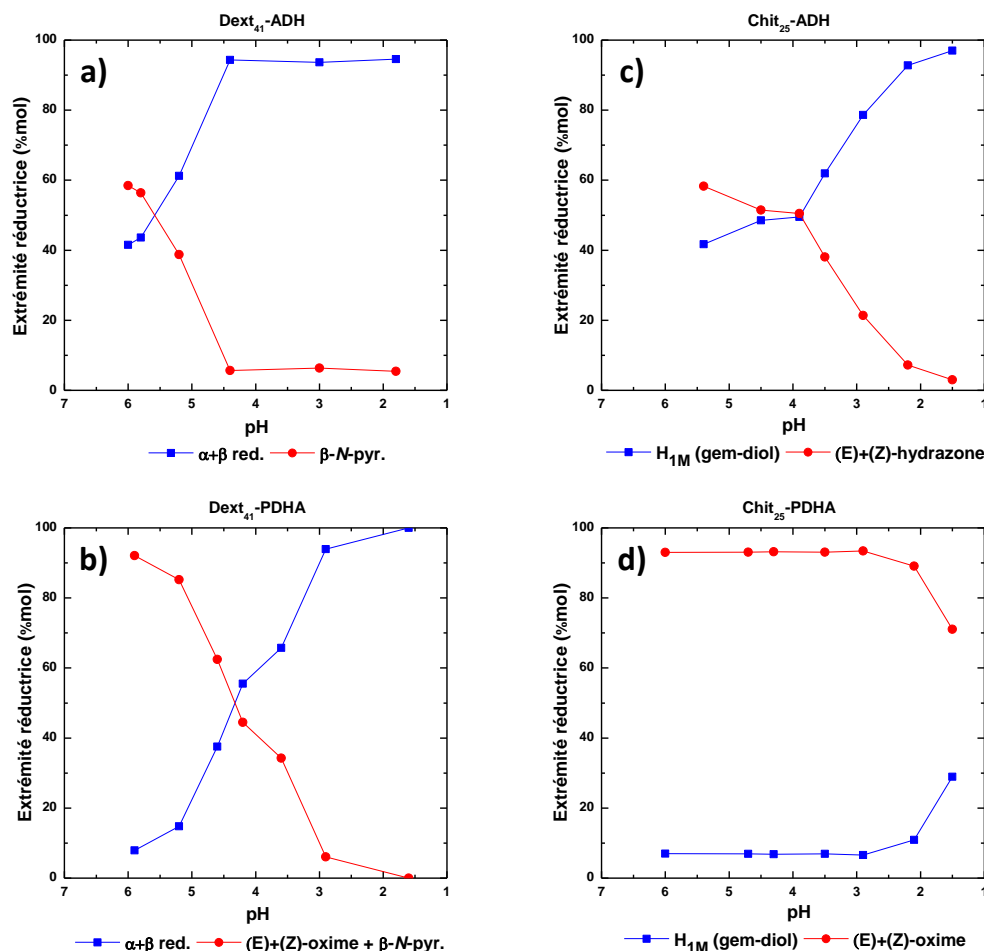 Dext41-ADH
a)
Extrémité réductrice (%mol)
100
80
60
40
20
0
7 6 5 4 3 2 1
pH
α+β red. β-N-pyr.
Chit25-ADH
c)
Extrémité réductrice (%mol)
100
80
60
40
20
0
7 6 5 4 3 2 1
pH
H1M (gem-diol) (E)+(Z)-hydrazone
Dext41-PDHA
b)
Extrémité réductrice (%mol)
100
80
60
40
20
0
7 6 5 4 3 2 1
pH
α+β red. (E)+(Z)-oxime + β-N-pyr.
Chit25-PDHA
d)
Extrémité réductrice (%mol)
100
80
60
40
20
0
7 6 5 4 3 2 1
pH
H1M (gem-diol) (E)+(Z)-oxime